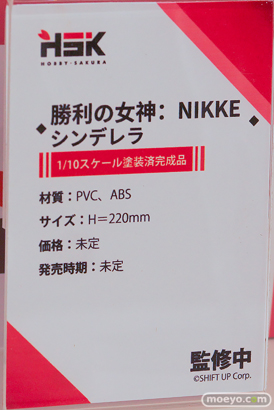 HSK
HOBBY-SAKURA
勝利の女神：NIKKE
シンデレラ
1/10スケール塗装済完成品
材質：PVC、ABS
サイズ：H＝220mm
価格：未定
発売時期：未定
監修中
©SHIFT UP Corp.
moeyo.com